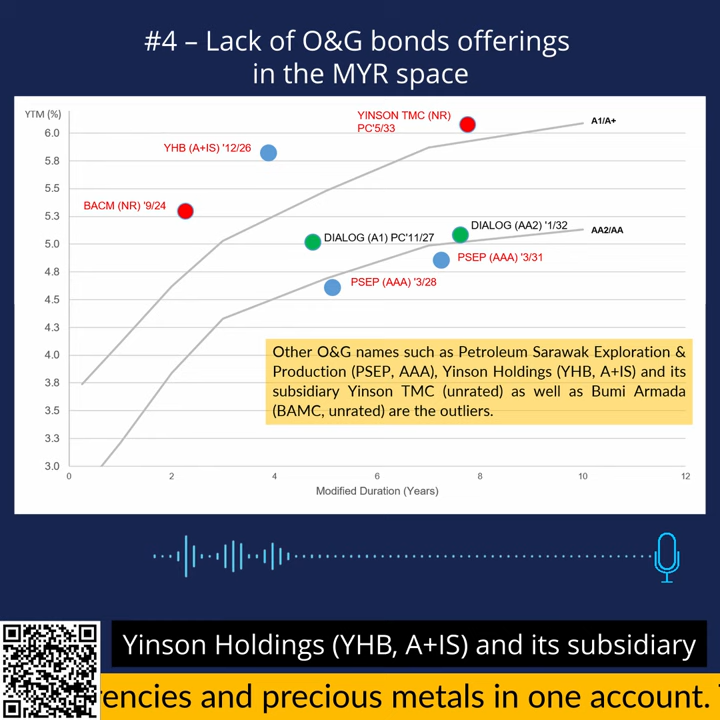 #4 – Lack of O&G bonds offerings
in the MYR space
YTM (%)
6.0
5.8
5.5
5.3
5.0
4.8
4.5
4.3
4.0
3.8
3.5
3.3
3.0
YINSON TMC (NR)
PC'5/33
A1/A+
YHB (A+IS) '12/26
BACM (NR) '9/24
DIALOG (A1) PC'11/27
DIALOG (AA2) '1/32
AA2/AA
PSEP (AAA) '3/31
PSEP (AAA) '3/28
Other O&G names such as Petroleum Sarawak Exploration &
Production (PSEP, AAA), Yinson Holdings (YHB, A+IS) and its
subsidiary Yinson TMC (unrated) as well as Bumi Armada
(BAMC, unrated) are the outliers.
0 2 4 6 8 10 12
Modified Duration (Years)
Yinson Holdings (YHB, A+IS) and its subsidiary
encies and precious metals in one account.